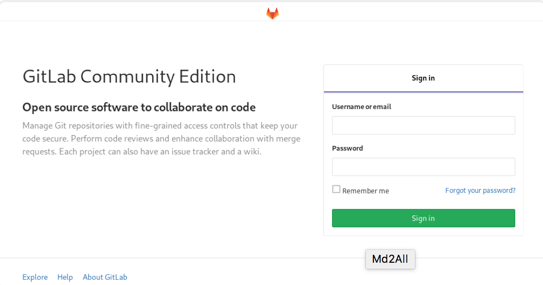 GitLab Community Edition
Open source software to collaborate on code
Manage Git repositories with fine-grained access controls that keep your
code secure. Perform code reviews and enhance collaboration with merge
requests. Each project can also have an issue tracker and a wiki.
Sign in
Username or email
Password
Remember me
Forgot your password?
Sign in
Md2All
Explore Help About GitLab